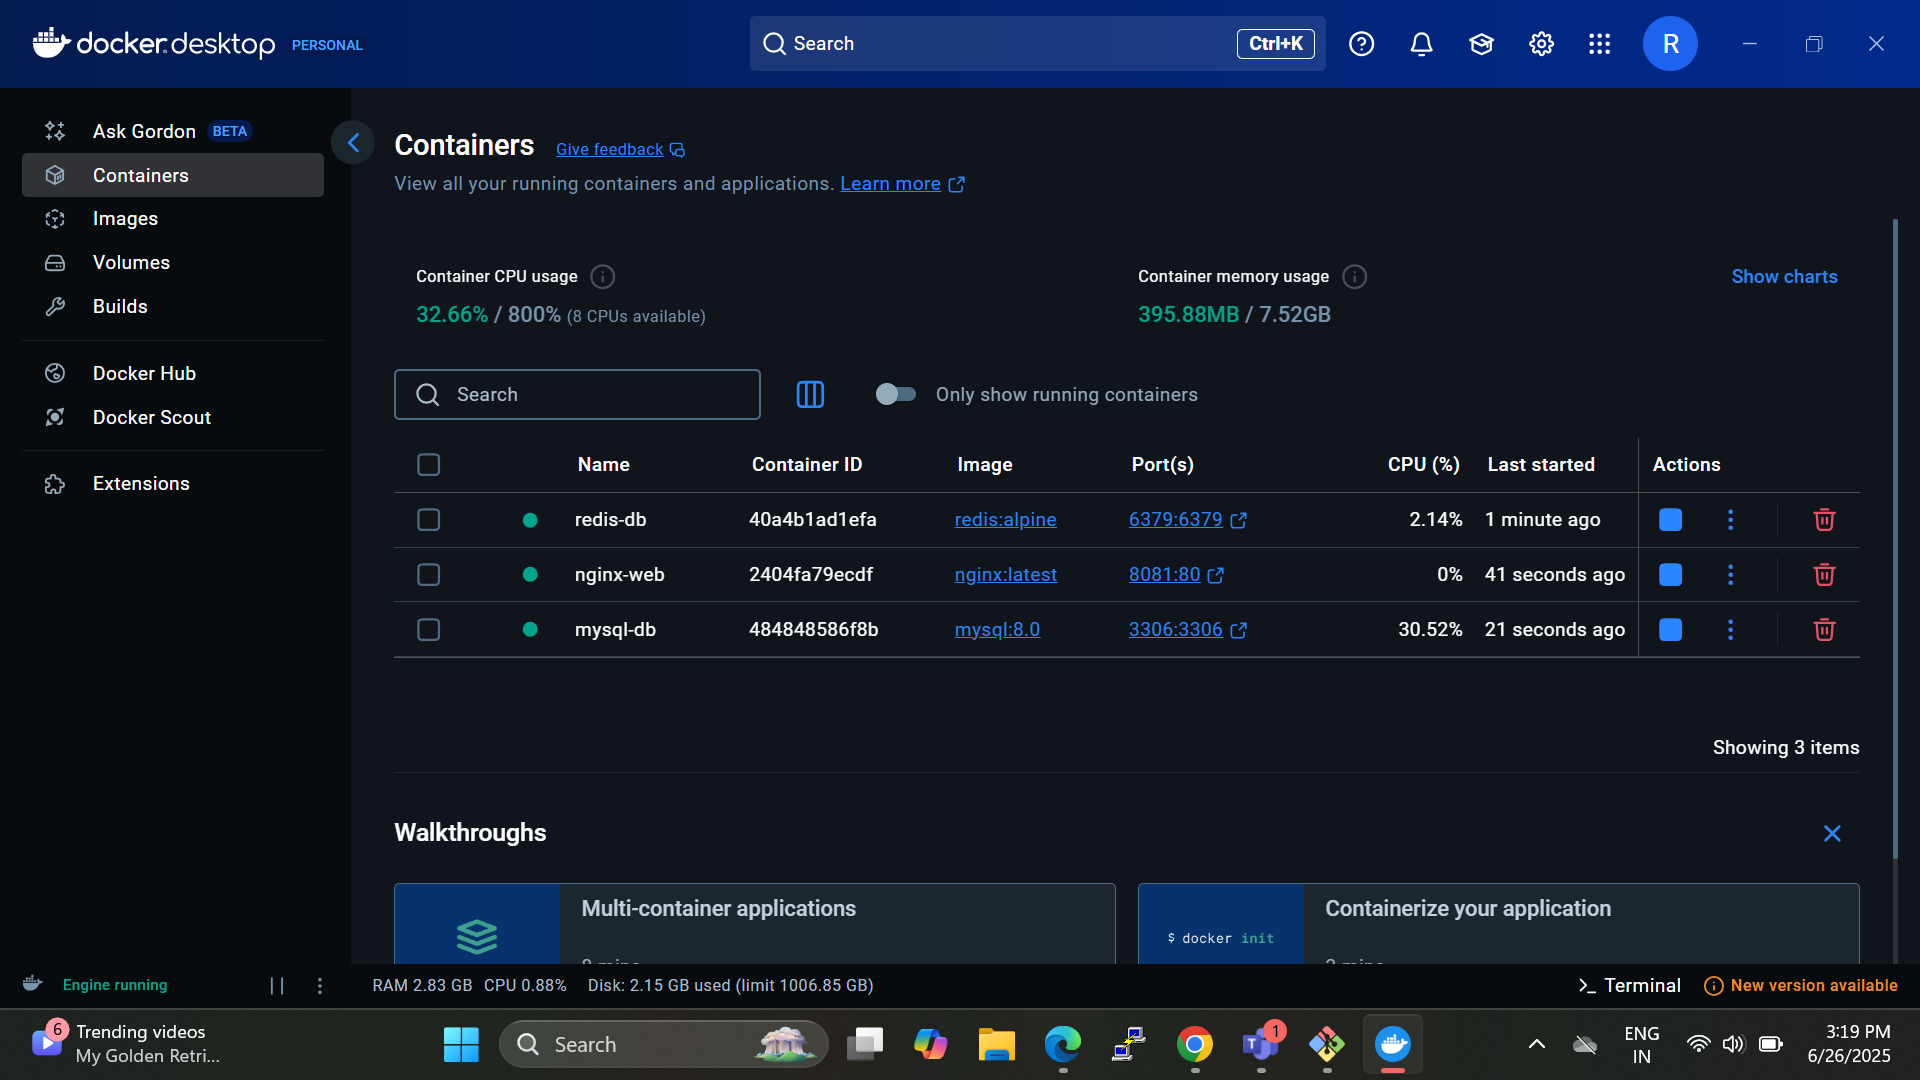 docker.desktop PERSONAL
Search Ctrl+K
R
Ask Gordon BETA
Containers
Images
Volumes
Builds
Docker Hub
Docker Scout
Extensions
Containers Give feedback
View all your running containers and applications. Learn more
Container CPU usage
32.66% / 800% (8 CPUs available)
Container memory usage
395.88MB / 7.52GB
Show charts
Search
Only show running containers
Name Container ID Image Port(s) CPU (%) Last started Actions
redis-db 40a4b1ad1efa redis:alpine 6379:6379 2.14% 1 minute ago
nginx-web 2404fa79ecdf nginx:latest 8081:80 0% 41 seconds ago
mysql-db 484848586f8b mysql:8.0 3306:3306 30.52% 21 seconds ago
Showing 3 items
Walkthroughs
Multi-container applications
$ docker init
Containerize your application
Engine running
RAM 2.83 GB CPU 0.88% Disk: 2.15 GB used (limit 1006.85 GB)
Terminal
New version available
6
Trending videos
My Golden Retri...
Search
1
ENG
IN
3:19 PM
6/26/2025